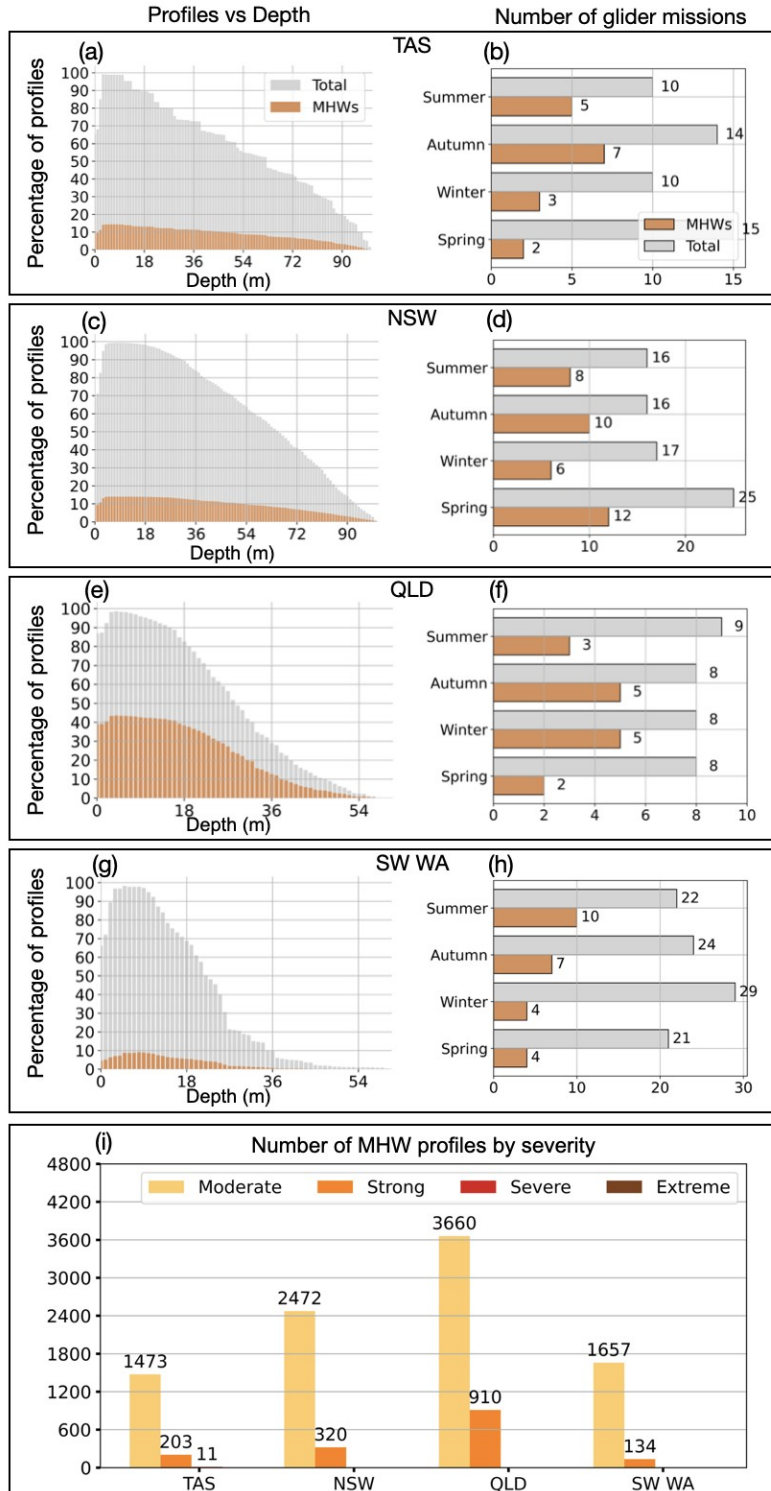 Profiles vs Depth
Number of glider missions
(a)
TAS
(b)
Percentage of profiles
100
90
80
70
60
50
40
30
20
10
0
Total
MHWs
0 18 36 54 72 90
Depth (m)
Summer
Autumn
Winter
Spring
10
5
14
7
10
3
15
2
MHWs
Total
0 5 10 15
(c)
NSW
(d)
Percentage of profiles
100
90
80
70
60
50
40
30
20
10
0
0 18 36 54 72 90
Depth (m)
Summer
Autumn
Winter
Spring
16
8
16
10
17
6
25
12
0 10 20
(e)
QLD
(f)
Percentage of profiles
100
90
80
70
60
50
40
30
20
10
0
0 18 36 54
Depth (m)
Summer
Autumn
Winter
Spring
9
3
8
5
8
5
8
2
0 2 4 6 8 10
(g)
SW WA
(h)
Percentage of profiles
100
90
80
70
60
50
40
30
20
10
0
0 18 36 54
Depth (m)
Summer
Autumn
Winter
Spring
22
10
24
7
29
4
21
4
0 10 20 30
(i)
Number of MHW profiles by severity
4800
4200
3600
3000
2400
1800
1200
600
0
Moderate Strong Severe Extreme
1473
203 11
2472
320
3660
910
1657
134
TAS NSW QLD SW WA